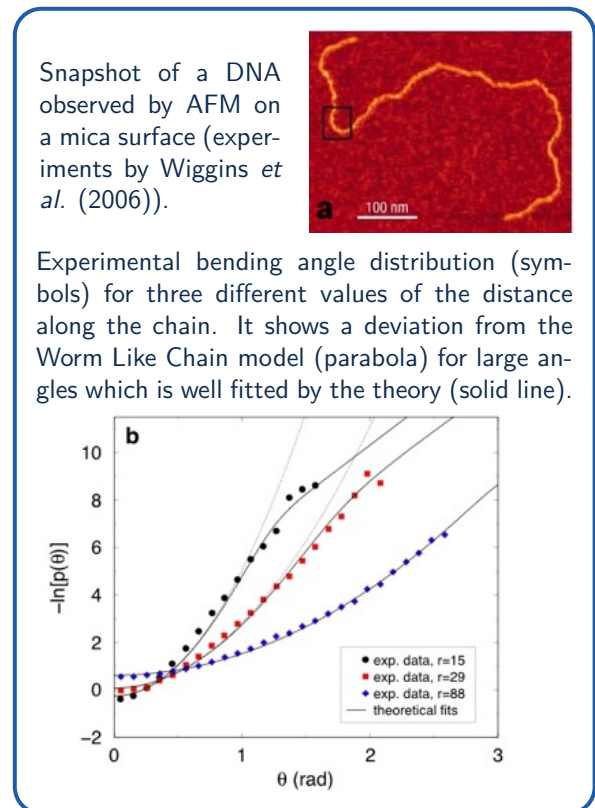 Snapshot of a DNA
observed by AFM on
a mica surface (exper-
iments by Wiggins et
al. (2006)).
a
100 nm
Experimental bending angle distribution (sym-
bols) for three different values of the distance
along the chain. It shows a deviation from the
Worm Like Chain model (parabola) for large an-
gles which is well fitted by the theory (solid line).
b
10
8
6
4
2
0
−2
−ln[p(θ)]
exp. data, r=15
exp. data, r=29
exp. data, r=88
theoretical fits
0 1 2 3
θ (rad)